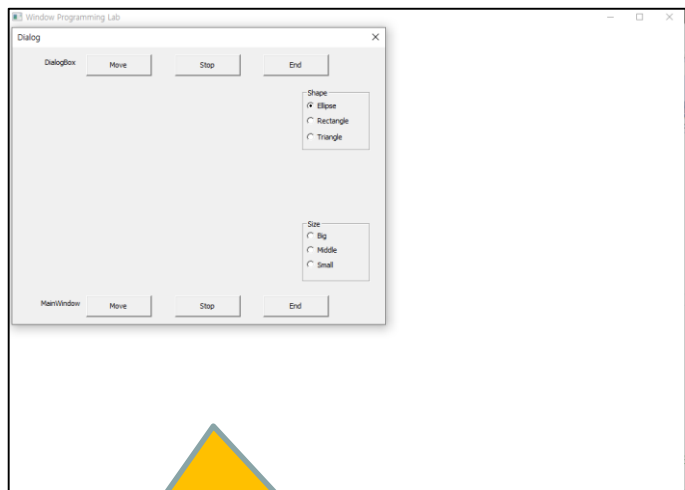 Window Programming Lab
Dialog
DialogBox Move Stop End
Shape
Ellipse
Rectangle
Triangle
Size
Big
Middle
Small
MainWindow Move Stop End